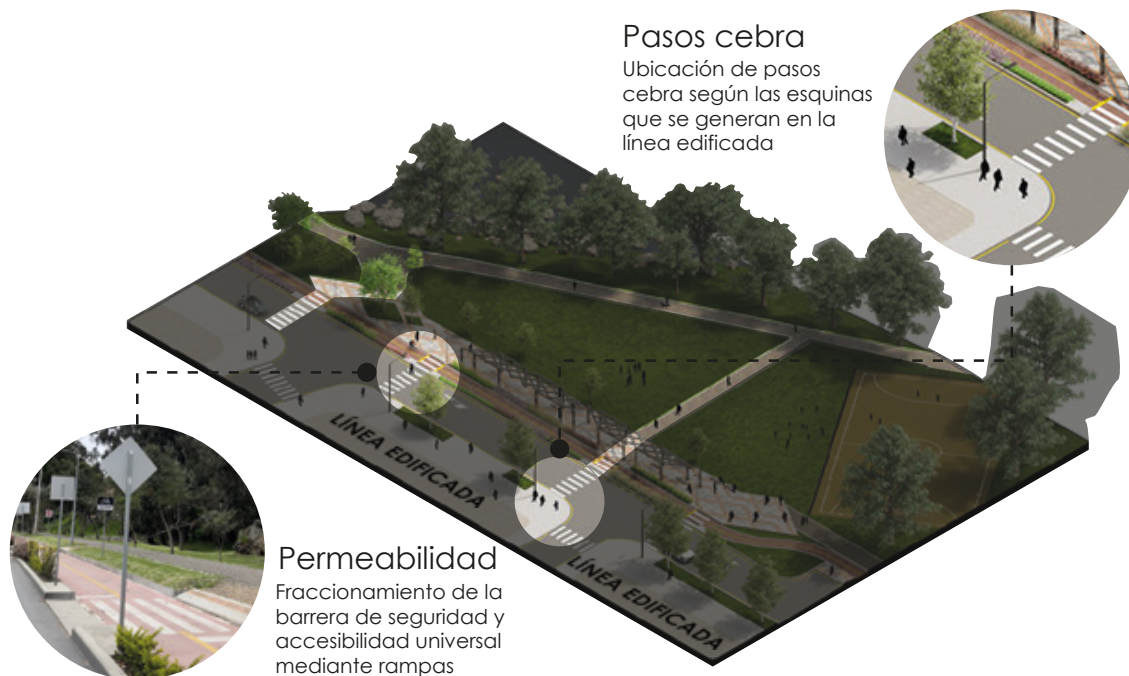 Pasos cebra
Ubicación de pasos
cebra según las esquinas
que se generan en la
línea edificada
LÍNEA EDIFICADA
LÍNEA EDIFICADA
Permeabilidad
Fraccionamiento de la
barrera de seguridad y
accesibilidad universal
mediante rampas